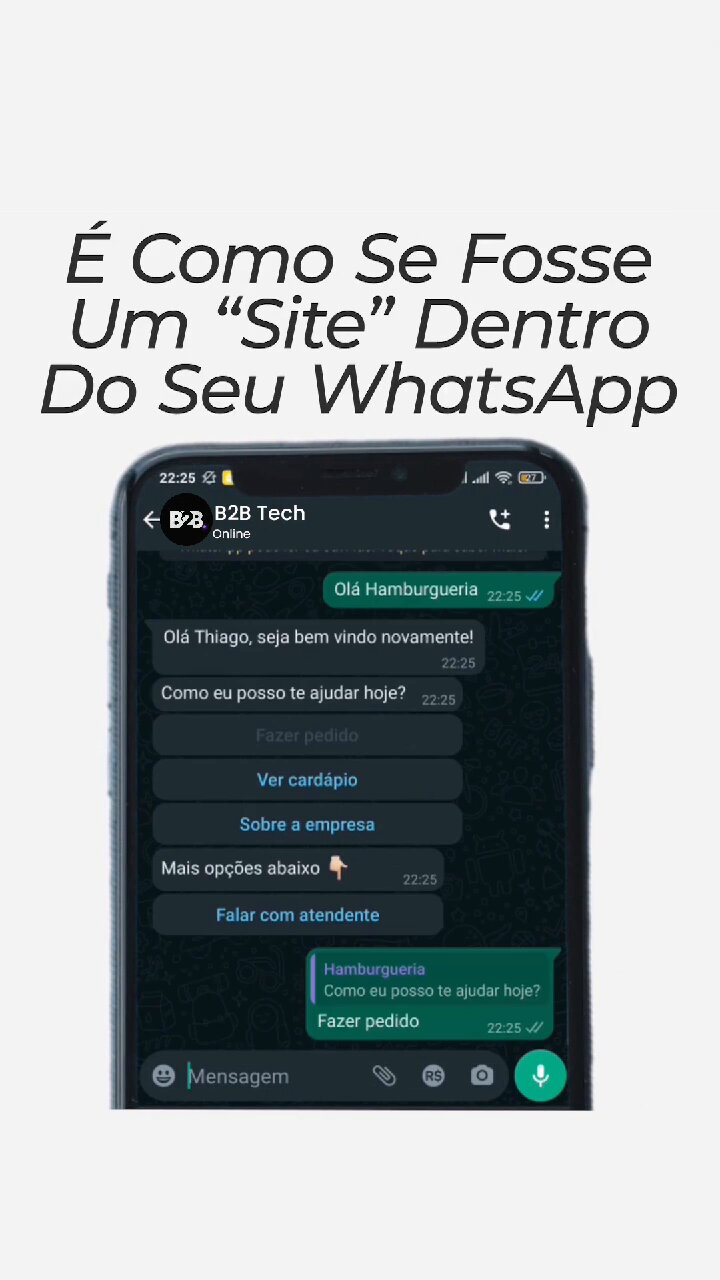 É Como Se Fosse
Um “Site” Dentro
Do Seu WhatsApp
22:25
27
B2B
B2B Tech
Online
Olá Hamburgueria 22:25
Olá Thiago, seja bem vindo novamente!
22:25
Como eu posso te ajudar hoje? 22:25
Fazer pedido
Ver cardápio
Sobre a empresa
Mais opções abaixo 👇🏻 22:25
Falar com atendente
Hamburgueria
Como eu posso te ajudar hoje?
Fazer pedido 22:25
Mensagem
R$